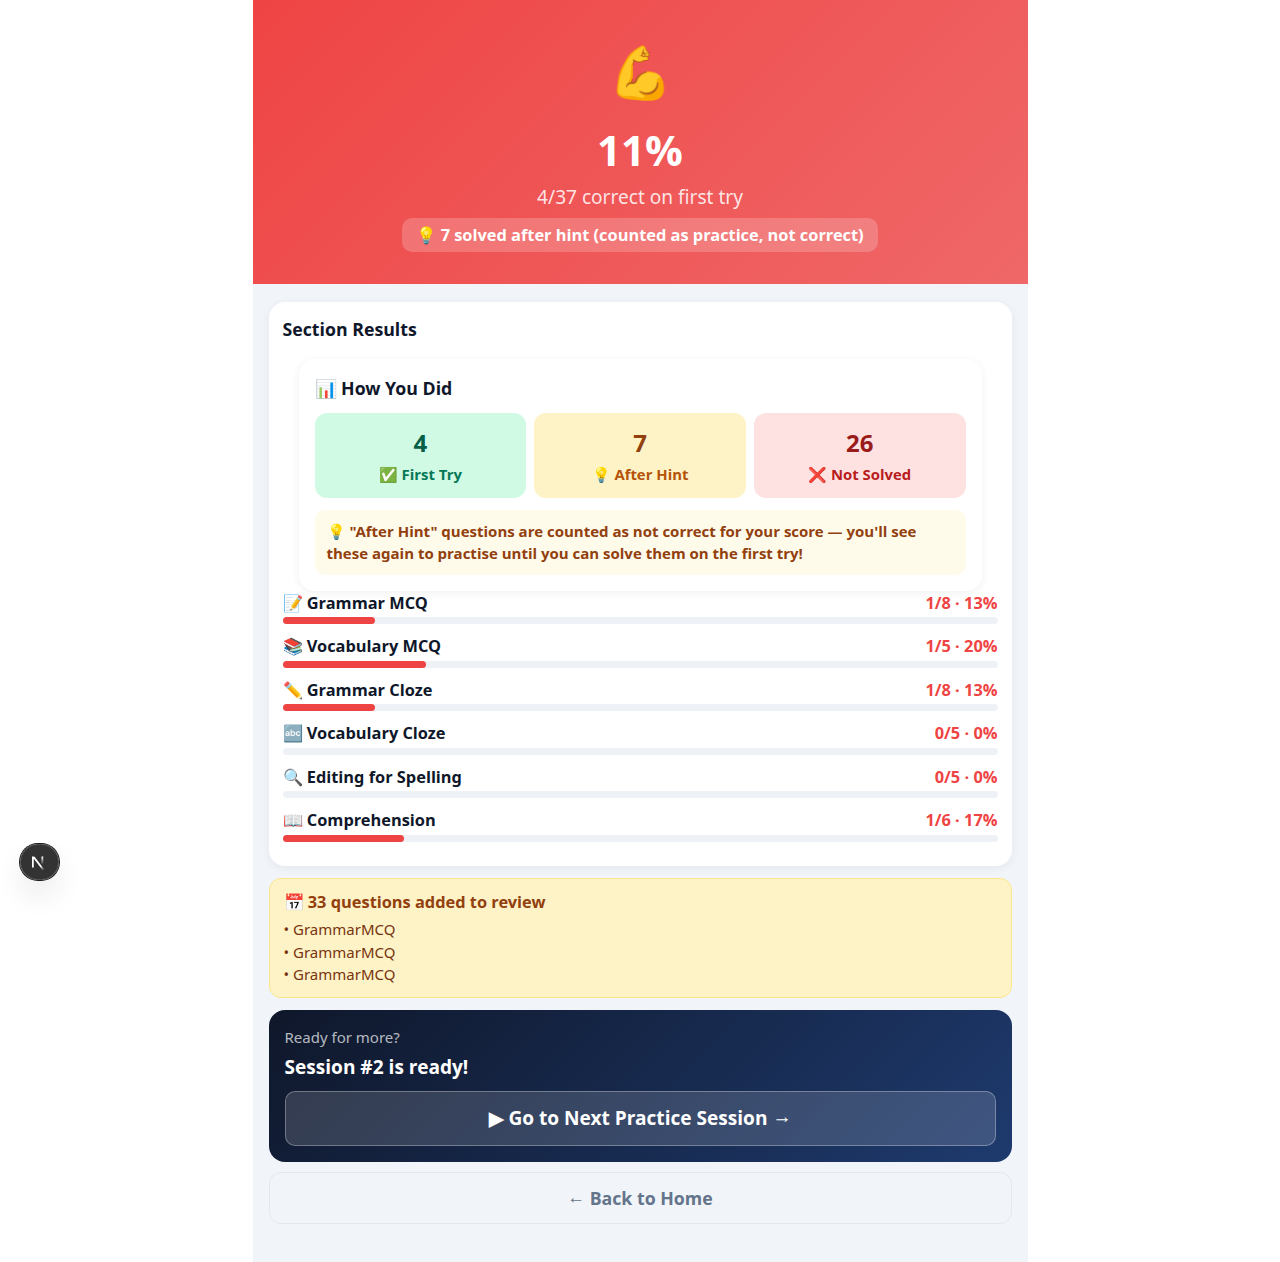 💪
11%
4/37 correct on first try
💡 7 solved after hint (counted as practice, not correct)
Section Results
📊 How You Did
4
✅ First Try
7
💡 After Hint
26
❌ Not Solved
💡 "After Hint" questions are counted as not correct for your score — you'll see
these again to practise until you can solve them on the first try!
📝 Grammar MCQ 1/8 · 13%
📚 Vocabulary MCQ 1/5 · 20%
✏️ Grammar Cloze 1/8 · 13%
🔤 Vocabulary Cloze 0/5 · 0%
🔍 Editing for Spelling 0/5 · 0%
📖 Comprehension 1/6 · 17%
N
📅 33 questions added to review
• GrammarMCQ
• GrammarMCQ
• GrammarMCQ
Ready for more?
Session #2 is ready!
▶ Go to Next Practice Session →
← Back to Home